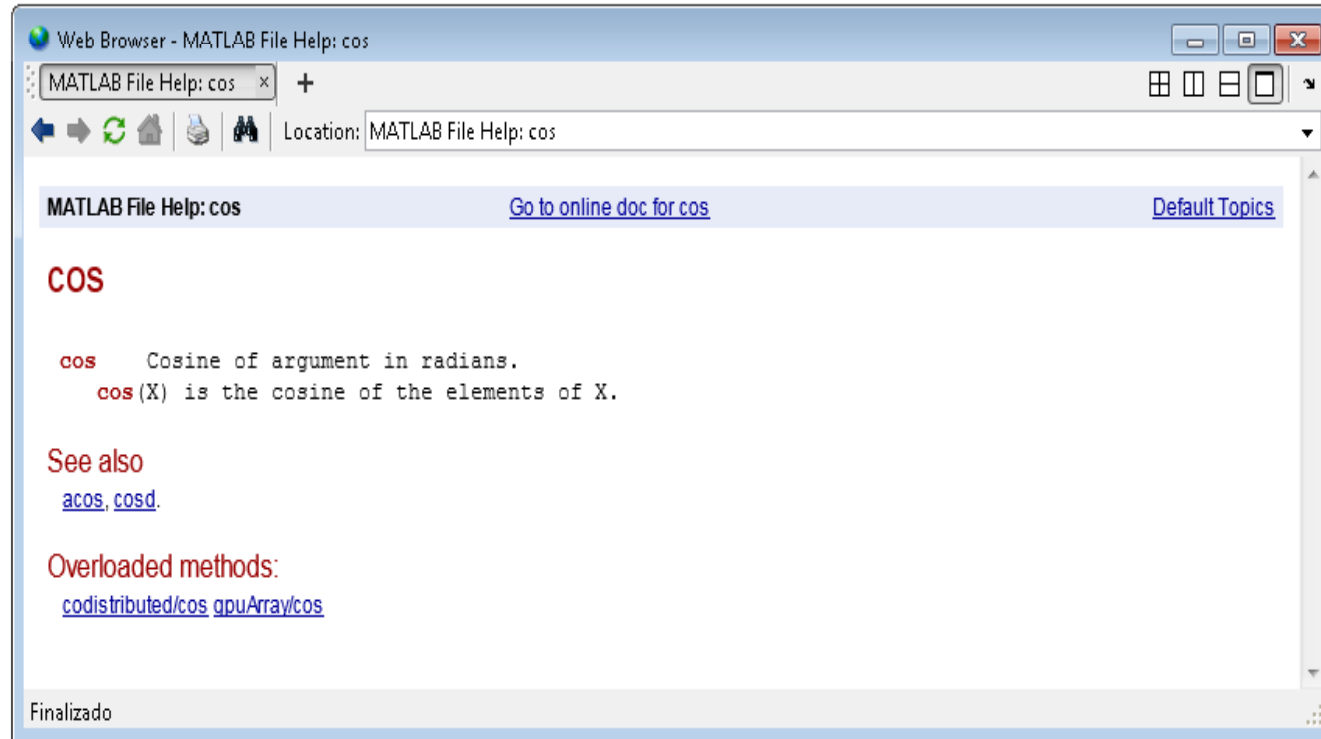 Web Browser - MATLAB File Help: cos
MATLAB File Help: cos
Location: MATLAB File Help: cos
MATLAB File Help: cos Go to online doc for cos Default Topics
cos
cos Cosine of argument in radians.
cos(X) is the cosine of the elements of X.
See also
acos, cosd.
Overloaded methods:
codistributed/cos gpuArray/cos
Finalizado